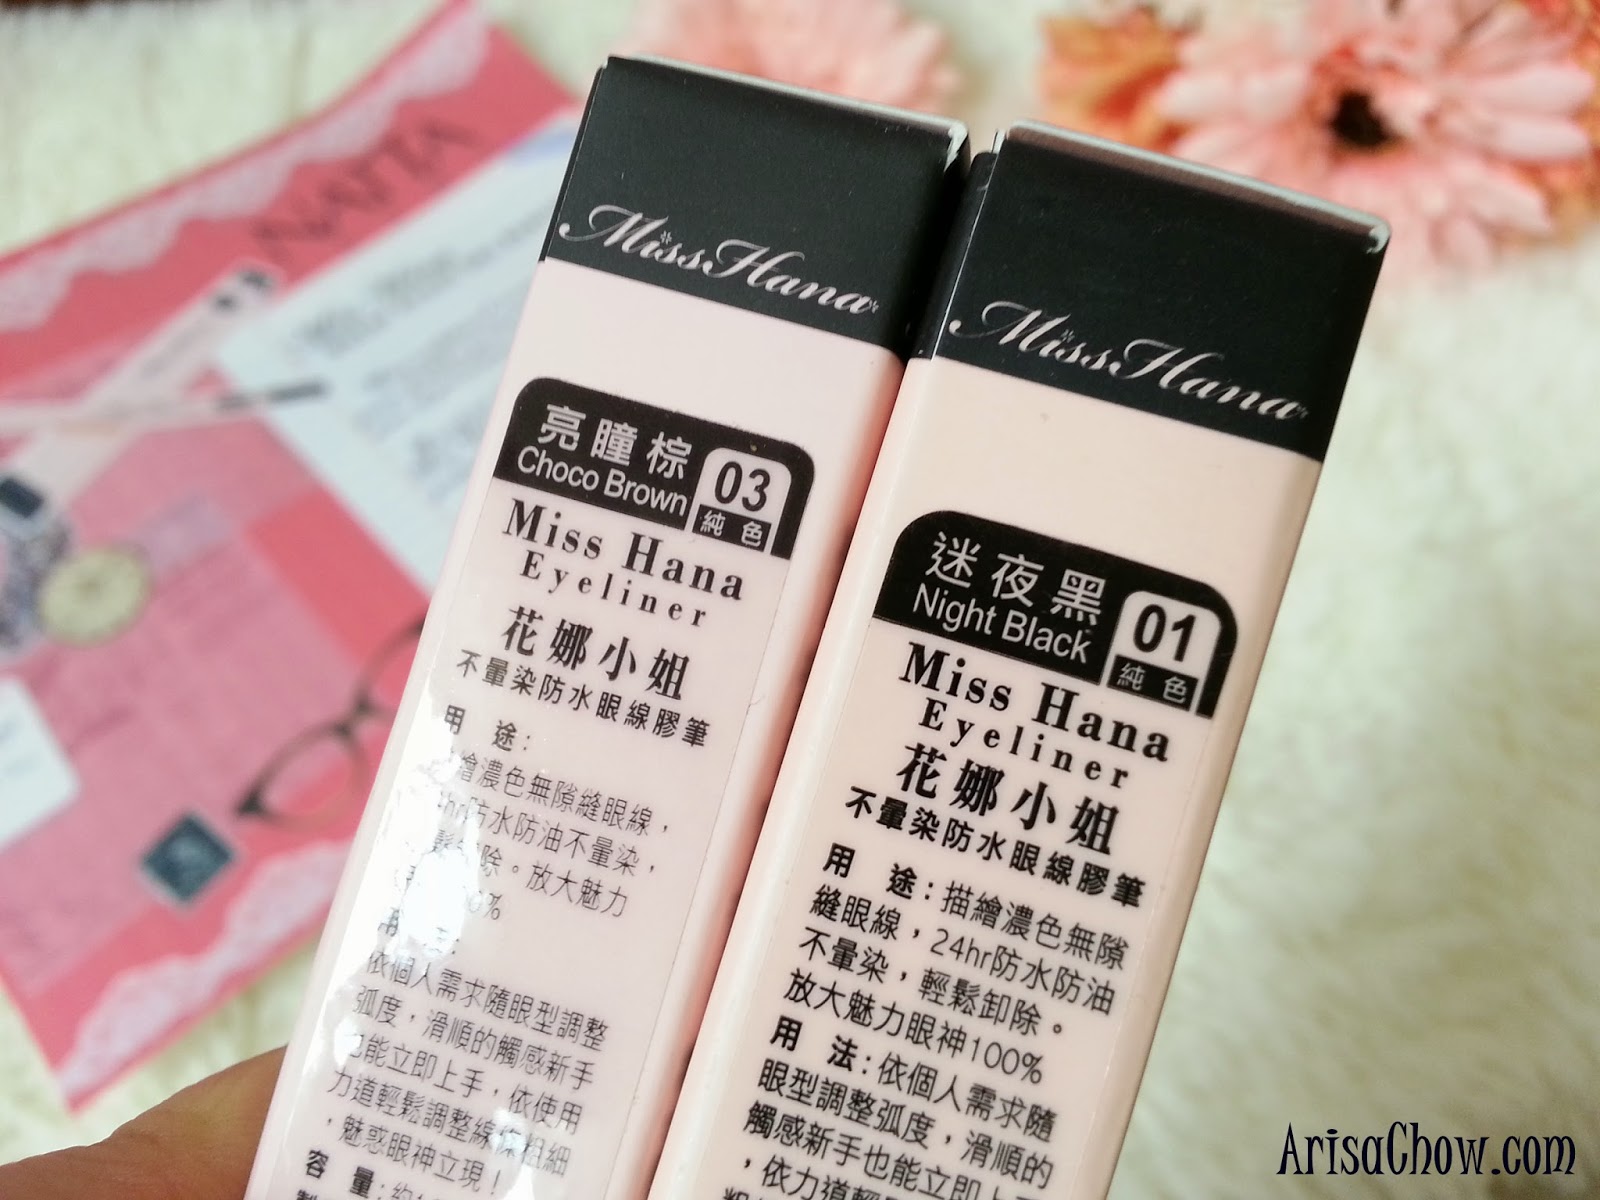 Miss Hana
亮瞳棕
Choco Brown
03
純色
Miss Hana
Eyeliner
花娜小姐
不暈染防水眼線膠筆
用 途:
繪濃色無隙縫眼線，
hr防水防油不暈染，
除。放大魅力
依個人需求隨眼型調整
弧度，滑順的觸感新手
也能立即上手，依使用
力道輕鬆調整線條粗細
，魅惑眼神立現！
容 量:約
Miss Hana
迷夜黑
Night Black
01
純色
Miss Hana
Eyeliner
花娜小姐
不暈染防水眼線膠筆
用 途:描繪濃色無隙
縫眼線，24hr防水防油
不暈染，輕鬆卸除。
放大魅力眼神100%
用 法:依個人需求隨
眼型調整弧度，滑順的
觸感新手也能立即上
，依力道輕
ArisaChow.com